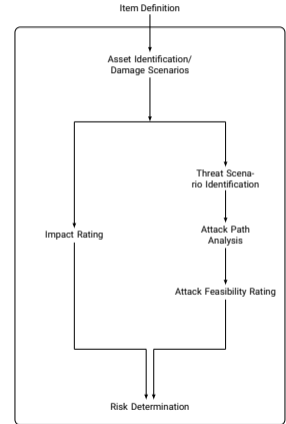 Item Definition
Asset Identification/
Damage Scenarios
Threat Scena-
rio Identification
Impact Rating
Attack Path
Analysis
Attack Feasibility Rating
Risk Determination